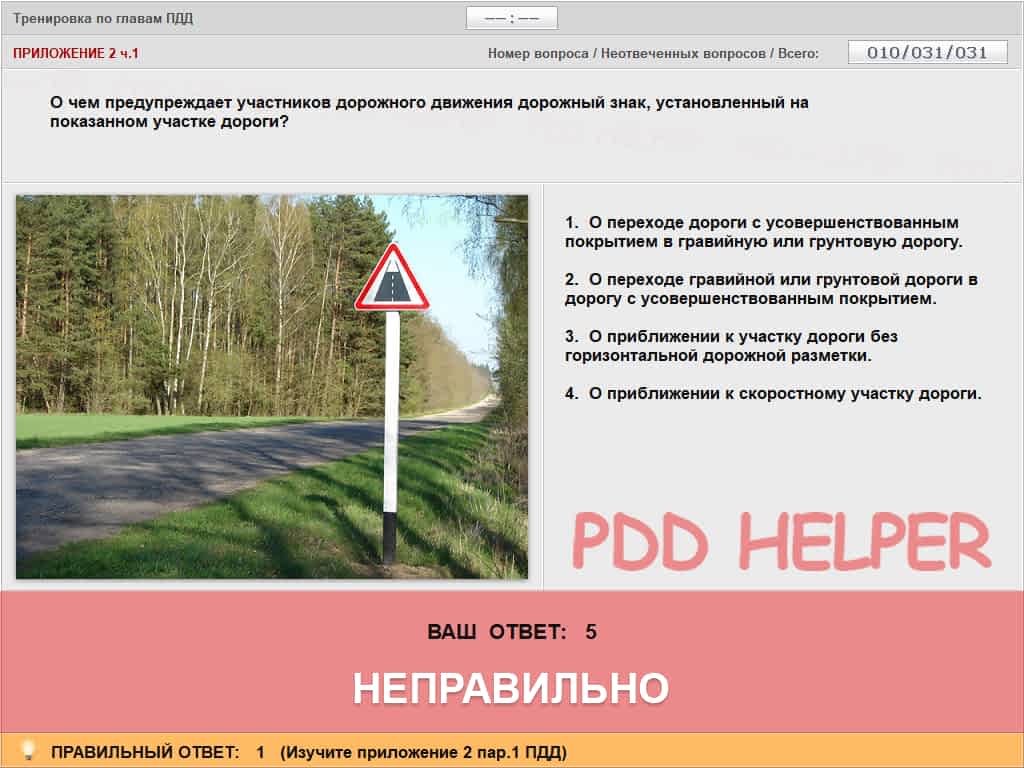 Тренировка по главам ПДД
—— : ——
ПРИЛОЖЕНИЕ 2 ч.1
Номер вопроса / Неотвеченных вопросов / Всего: 010/031/031
О чем предупреждает участников дорожного движения дорожный знак, установленный на
показанном участке дороги?
1. О переходе дороги с усовершенствованным
покрытием в гравийную или грунтовую дорогу.
2. О переходе гравийной или грунтовой дороги в
дорогу с усовершенствованным покрытием.
3. О приближении к участку дороги без
горизонтальной дорожной разметки.
4. О приближении к скоростному участку дороги.
PDD HELPER
ВАШ ОТВЕТ: 5
НЕПРАВИЛЬНО
ПРАВИЛЬНЫЙ ОТВЕТ: 1 (Изучите приложение 2 пар.1 ПДД)